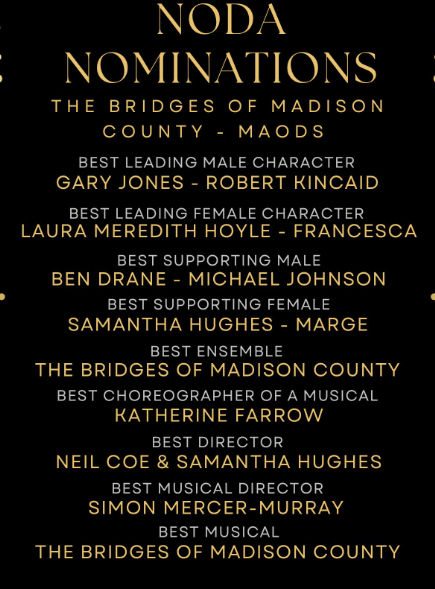 NODA
NOMINATIONS
THE BRIDGES OF MADISON
COUNTY - MAODS
BEST LEADING MALE CHARACTER
GARY JONES - ROBERT KINCAID
BEST LEADING FEMALE CHARACTER
LAURA MEREDITH HOYLE - FRANCESCA
BEST SUPPORTING MALE
BEN DRANE - MICHAEL JOHNSON
BEST SUPPORTING FEMALE
SAMANTHA HUGHES - MARGE
BEST ENSEMBLE
THE BRIDGES OF MADISON COUNTY
BEST CHOREOGRAPHER OF A MUSICAL
KATHERINE FARROW
BEST DIRECTOR
NEIL COE & SAMANTHA HUGHES
BEST MUSICAL DIRECTOR
SIMON MERCER-MURRAY
BEST MUSICAL
THE BRIDGES OF MADISON COUNTY